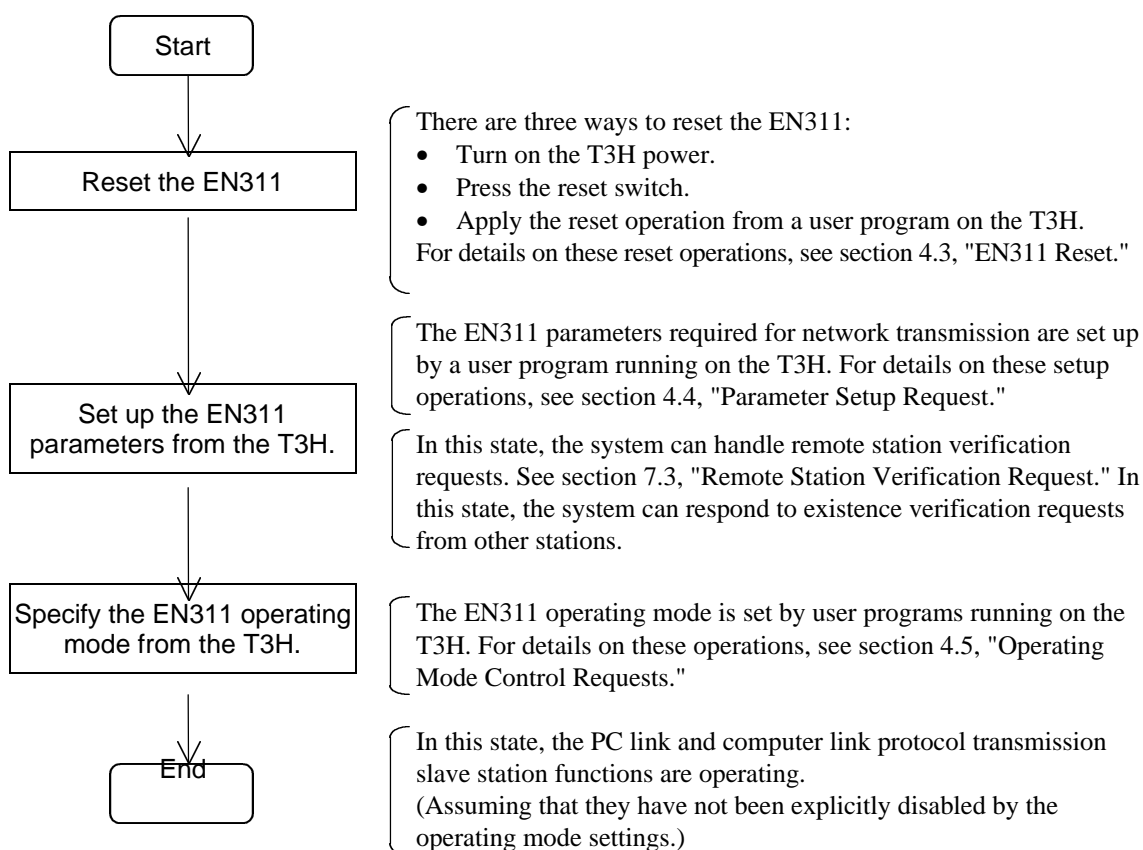 Start
There are three ways to reset the EN311:
• Turn on the T3H power.
• Press the reset switch.
• Apply the reset operation from a user program on the T3H.
For details on these reset operations, see section 4.3, "EN311 Reset."
Reset the EN311
The EN311 parameters required for network transmission are set up
by a user program running on the T3H. For details on these setup
operations, see section 4.4, "Parameter Setup Request."
Set up the EN311
parameters from the T3H.
In this state, the system can handle remote station verification
requests. See section 7.3, "Remote Station Verification Request." In
this state, the system can respond to existence verification requests
from other stations.
Specify the EN311 operating
mode from the T3H.
The EN311 operating mode is set by user programs running on the
T3H. For details on these operations, see section 4.5, "Operating
Mode Control Requests."
End
In this state, the PC link and computer link protocol transmission
slave station functions are operating.
(Assuming that they have not been explicitly disabled by the
operating mode settings.)